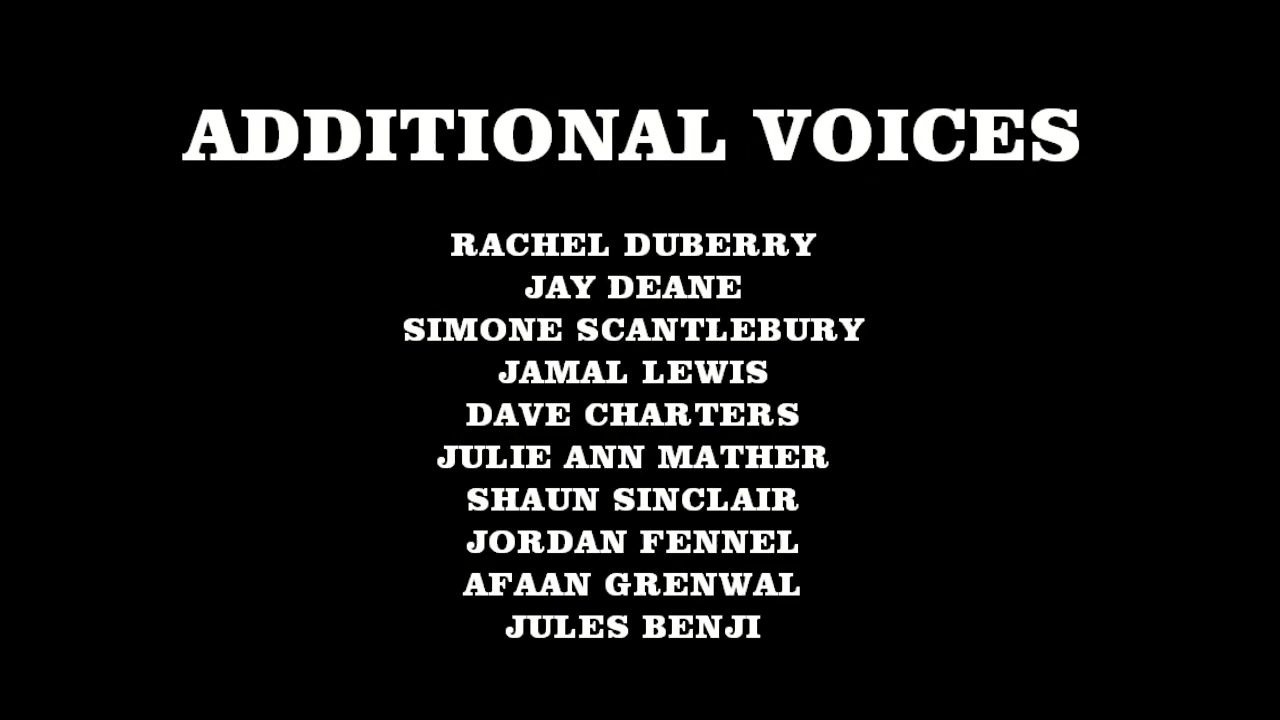 ADDITIONAL VOICES
RACHEL DUBERRY
JAY DEANE
SIMONE SCANTLEBURY
JAMAL LEWIS
DAVE CHARTERS
JULIE ANN MATHER
SHAUN SINCLAIR
JORDAN FENNEL
AFAAN GRENWAL
JULES BENJI